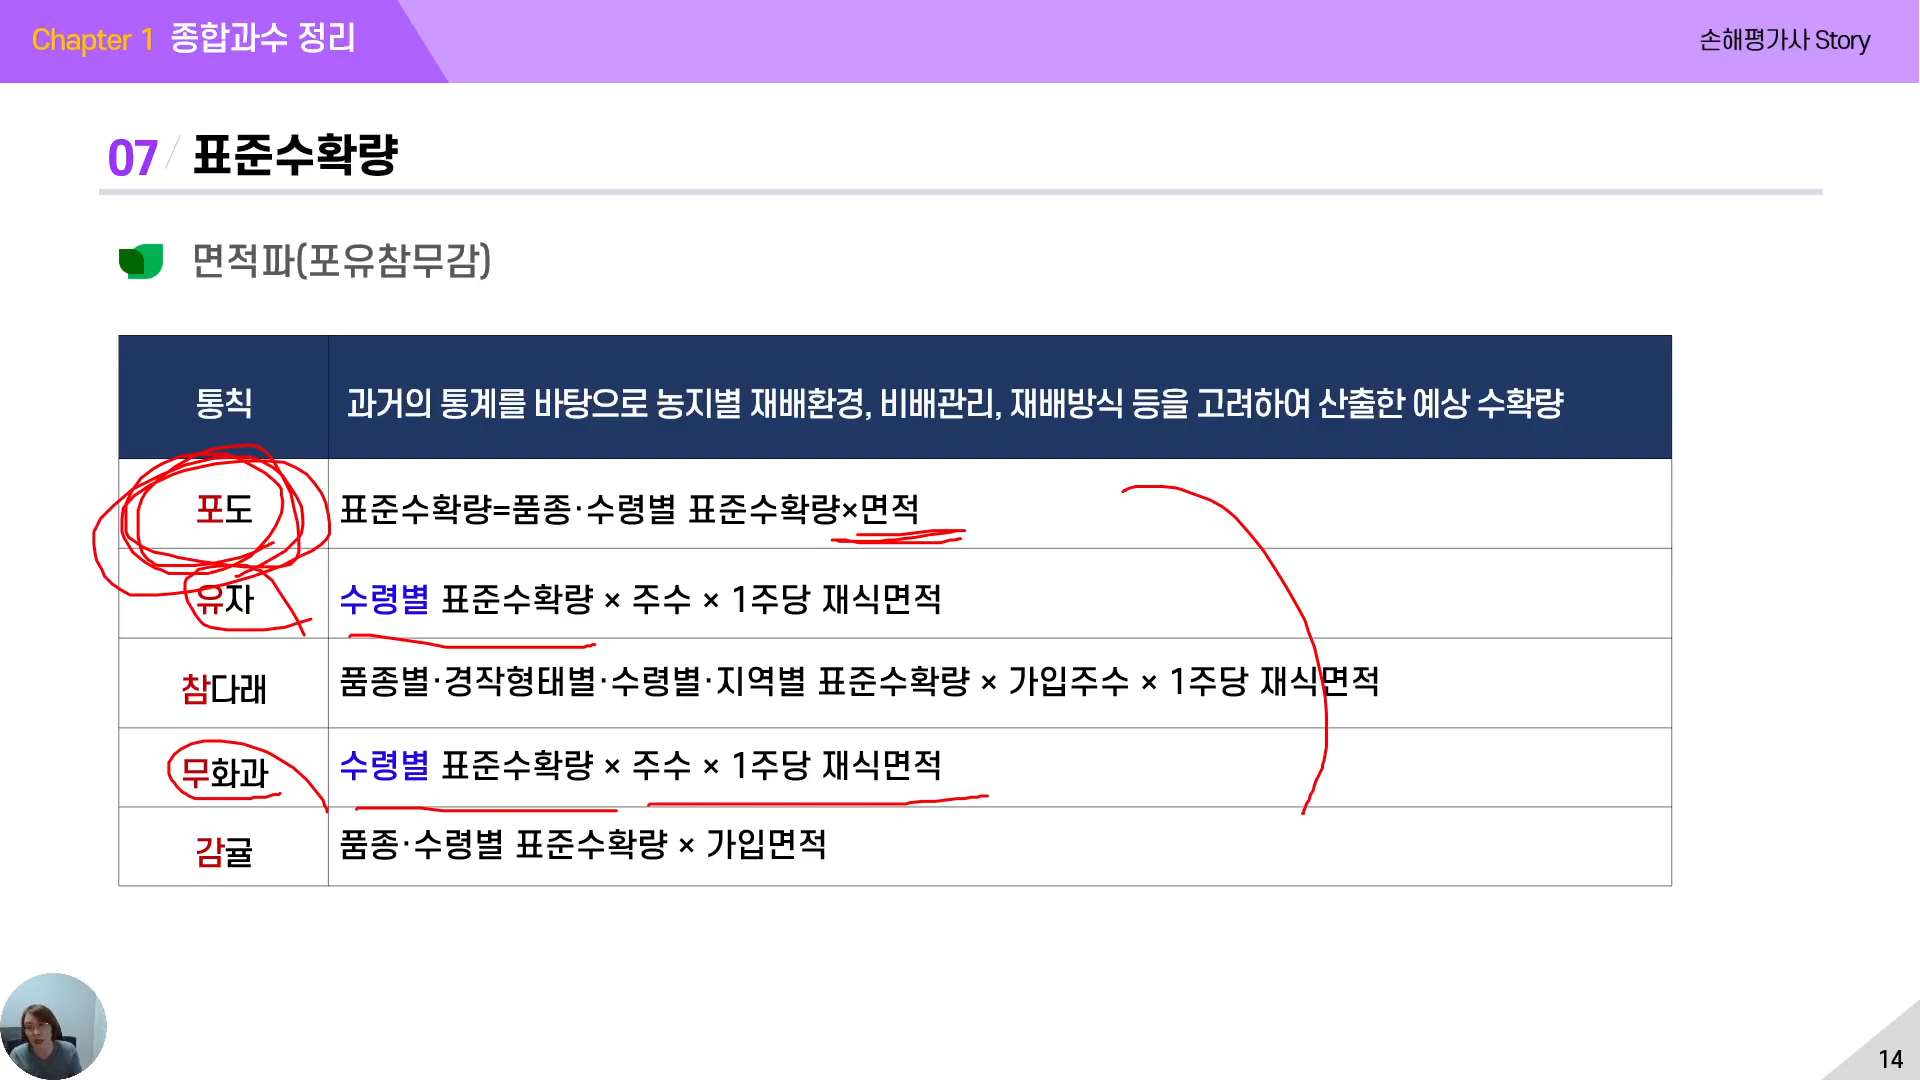 Chapter 1 종합과수 정리
손해평가사 Story
07 / 표준수확량
면적파(포유참무감)
통칙 과거의 통계를 바탕으로 농지별 재배환경, 비배관리, 재배방식 등을 고려하여 산출한 예상 수확량
포도 표준수확량=품종·수령별 표준수확량×면적
유자 수령별 표준수확량 × 주수 × 1주당 재식면적
참다래 품종별·경작형태별·수령별·지역별 표준수확량 × 가입주수 × 1주당 재식면적
무화과 수령별 표준수확량 × 주수 × 1주당 재식면적
감귤 품종·수령별 표준수확량 × 가입면적
14